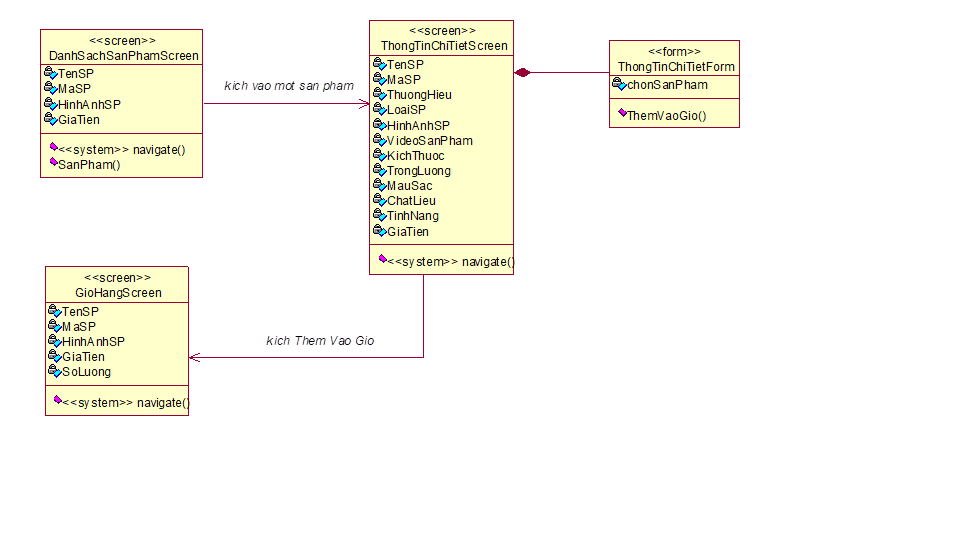 <<screen>>
DanhSachSanPhamScreen
TenSP
MaSP
HinhAnhSP
GiaTien
<<system>> navigate()
SanPham()
kich vao mot san pham
<<screen>>
ThongTinChiTietScreen
TenSP
MaSP
ThuongHieu
LoaiSP
HinhAnhSP
VideoSanPham
KichThuoc
TrongLuong
MauSac
ChatLieu
TinhNang
GiaTien
<<system>> navigate()
<<form>>
ThongTinChiTietForm
chonSanPham
ThemVaoGio()
<<screen>>
GioHangScreen
TenSP
MaSP
HinhAnhSP
GiaTien
SoLuong
<<system>> navigate()
kich Them Vao Gio